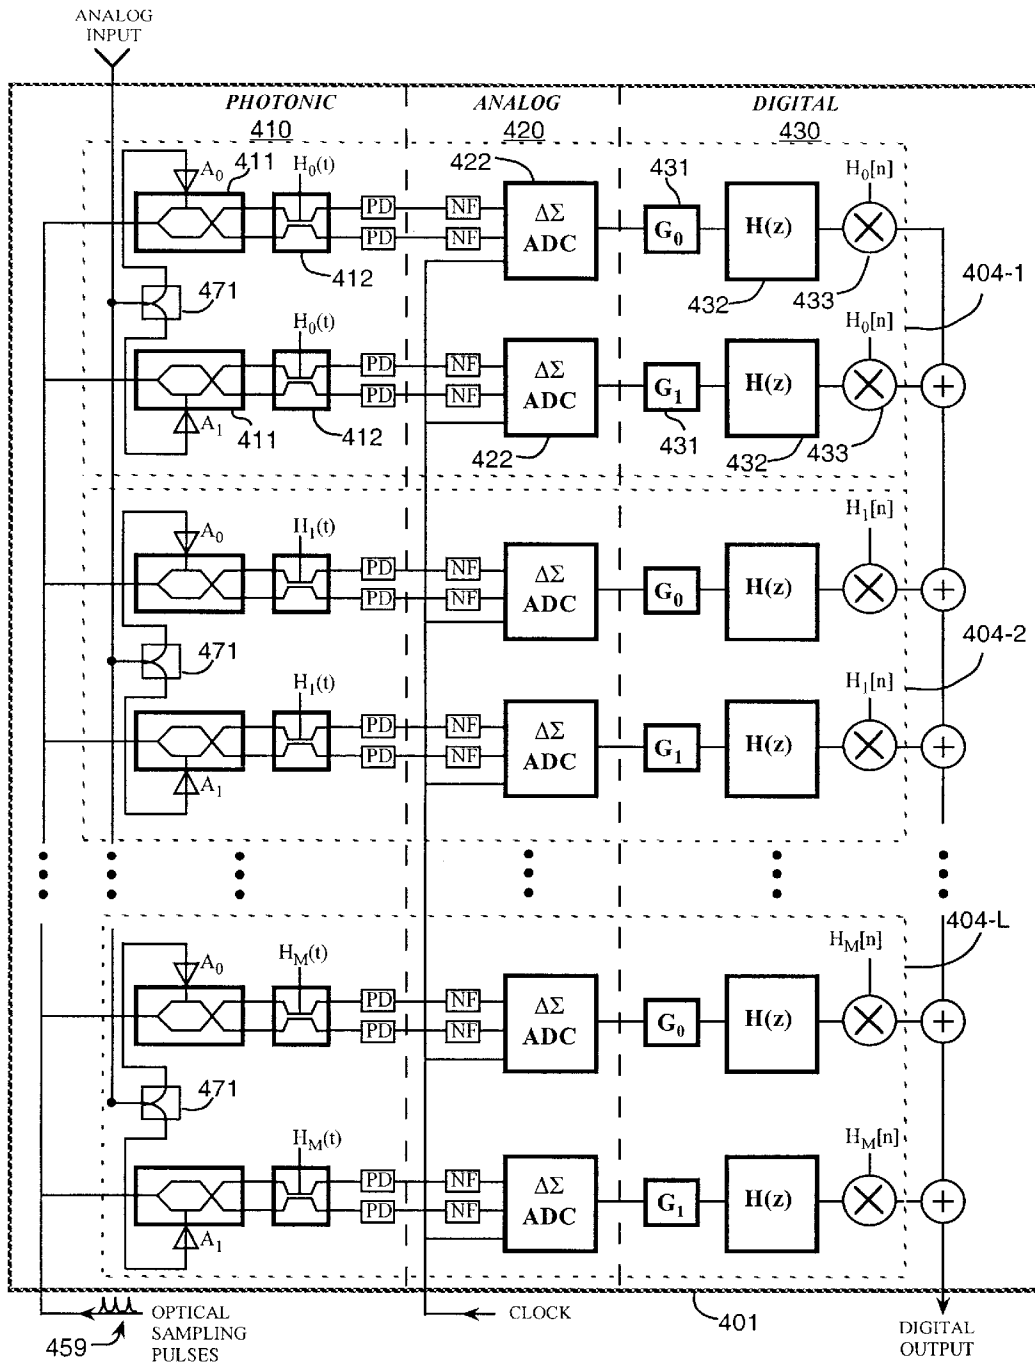 ANALOG
INPUT
PHOTONIC ANALOG DIGITAL
410 420 430
A0 411 H0(t) 422 431 H0[n]
PD NF ΔΣ G0 H(z)
PD NF ADC
412 432 433
471 404-1
H0(t) H0[n]
PD NF ΔΣ G1 H(z)
PD NF ADC
A1 411 412 422 431 432 433
A0 H1(t) H1[n]
PD NF ΔΣ G0 H(z)
PD NF ADC
471 404-2
H1(t) H1[n]
PD NF ΔΣ G1 H(z)
PD NF ADC
A1
404-L
A0 HM(t) HM[n]
PD NF ΔΣ G0 H(z)
PD NF ADC
471
HM(t) HM[n]
PD NF ΔΣ G1 H(z)
PD NF ADC
A1
459 OPTICAL
SAMPLING
PULSES
CLOCK
401
DIGITAL
OUTPUT